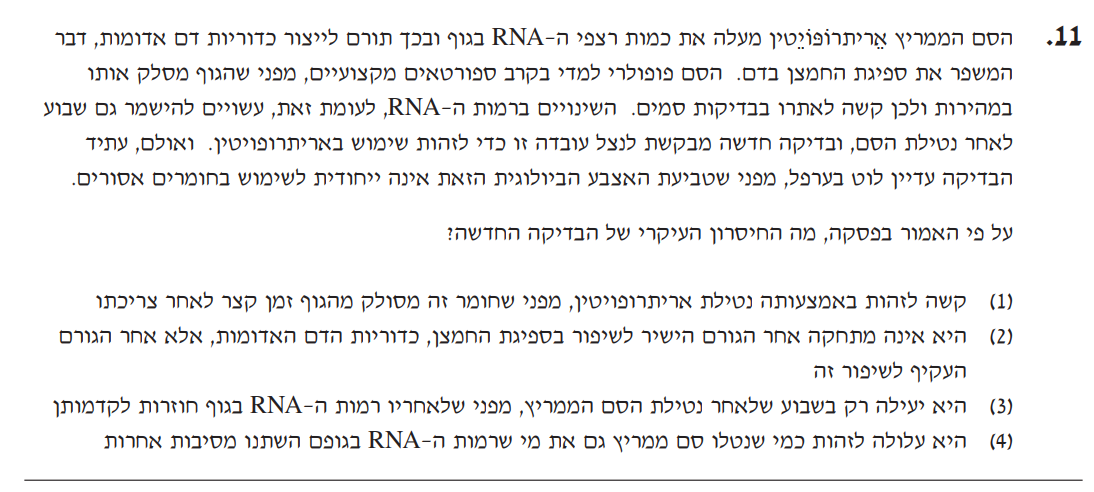 11. הסם הממריץ אֵריתרוֹפּוֹיֵטין מעלה את כמות רצפי ה-RNA בגוף ובכך תורם לייצור כדוריות דם אדומות, דבר
המשפר את ספיגת החמצן בדם. הסם פופולרי למדי בקרב ספורטאים מקצועיים, מפני שהגוף מסלק אותו
במהירות ולכן קשה לאתרו בבדיקות סמים. השינויים ברמות ה-RNA, לעומת זאת, עשויים להישמר גם שבוע
לאחר נטילת הסם, ובדיקה חדשה מבקשת לנצל עובדה זו כדי לזהות שימוש באריתרופויטין. ואולם, עתיד
הבדיקה עדיין לוט בערפל, מפני שטביעת האצבע הביולוגית הזאת אינה ייחודית לשימוש בחומרים אסורים.
על פי האמור בפסקה, מה החיסרון העיקרי של הבדיקה החדשה?
(1) קשה לזהות באמצעותה נטילת אריתרופויטין, מפני שחומר זה מסולק מהגוף זמן קצר לאחר צריכתו
(2) היא אינה מתחקה אחר הגורם הישיר לשיפור בספיגת החמצן, כדוריות הדם האדומות, אלא אחר הגורם
העקיף לשיפור זה
(3) היא יעילה רק בשבוע שלאחר נטילת הסם הממריץ, מפני שלאחריו רמות ה-RNA בגוף חוזרות לקדמותן
(4) היא עלולה לזהות כמי שנטלו סם ממריץ גם את מי שרמות ה-RNA בגופם השתנו מסיבות אחרות